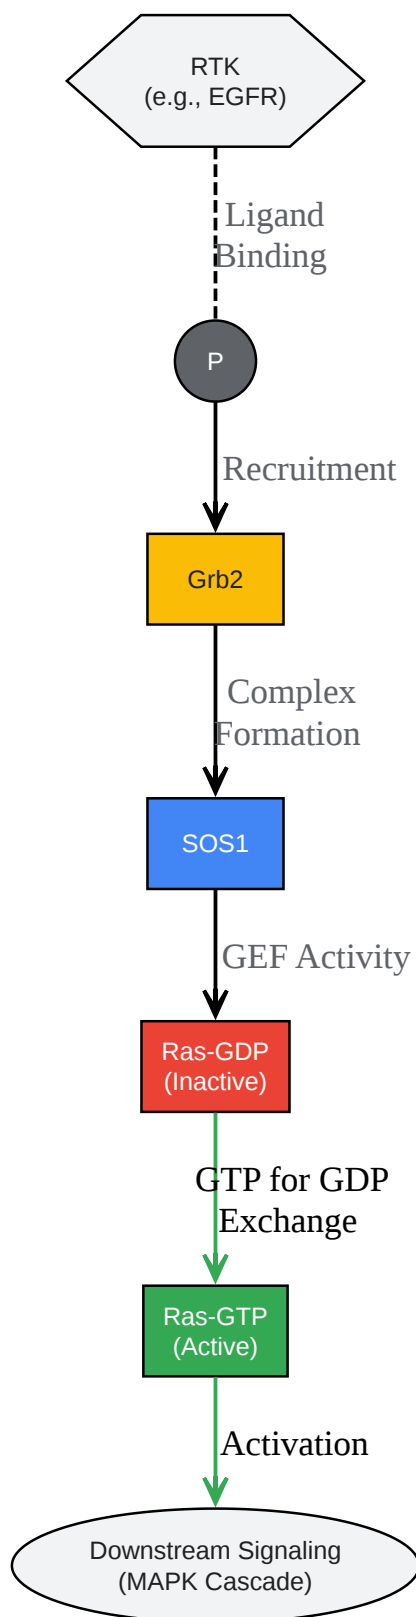 RTK
(e.g., EGFR)
Ligand
Binding
P
Recruitment
Grb2
Complex
Formation
SOS1
GEF Activity
Ras-GDP
(Inactive)
GTP for GDP
Exchange
Ras-GTP
(Active)
Activation
Downstream Signaling
(MAPK Cascade)